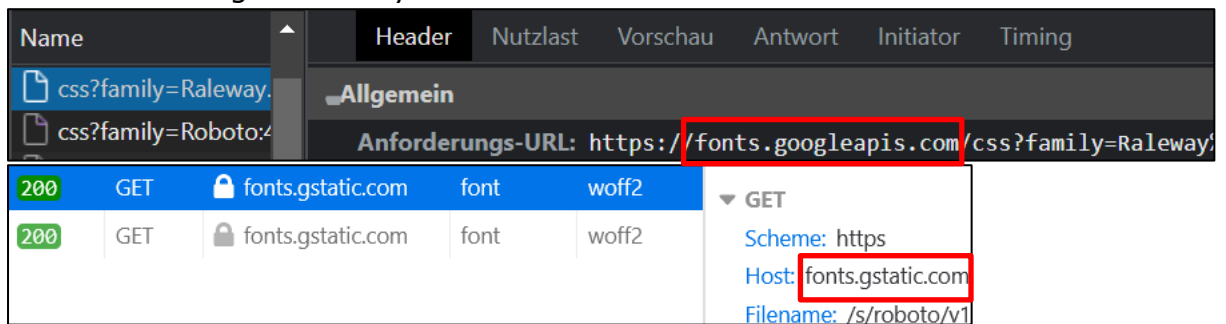 Name Header Nutzlast Vorschau Antwort Initiator Timing
css?family=Raleway. Allgemein
css?family=Roboto:4 Anforderungs-URL: https://fonts.googleapis.com/css?family=Raleway
200 GET fonts.gstatic.com font woff2 GET
200 GET fonts.gstatic.com font woff2 Scheme: https
Host: fonts.gstatic.com
Filename: /s/roboto/v1